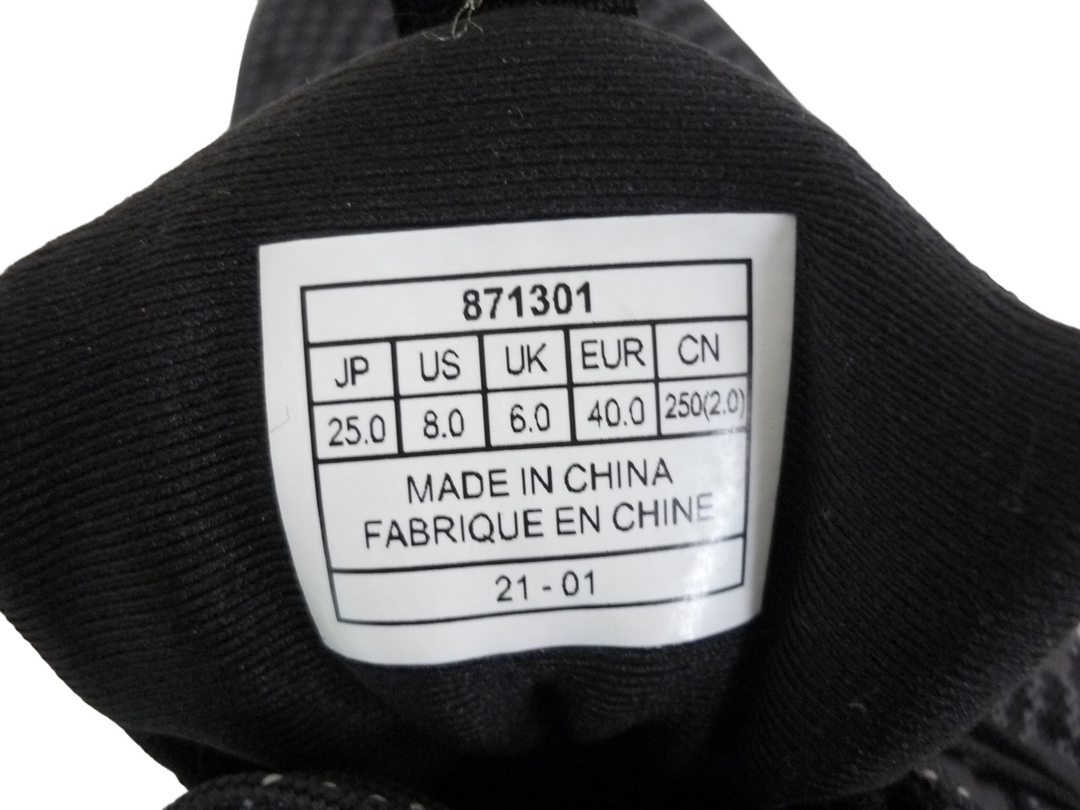 871301
JP US UK EUR CN
25.0 8.0 6.0 40.0 250(2.0)
MADE IN CHINA
FABRIQUE EN CHINE
21 - 01